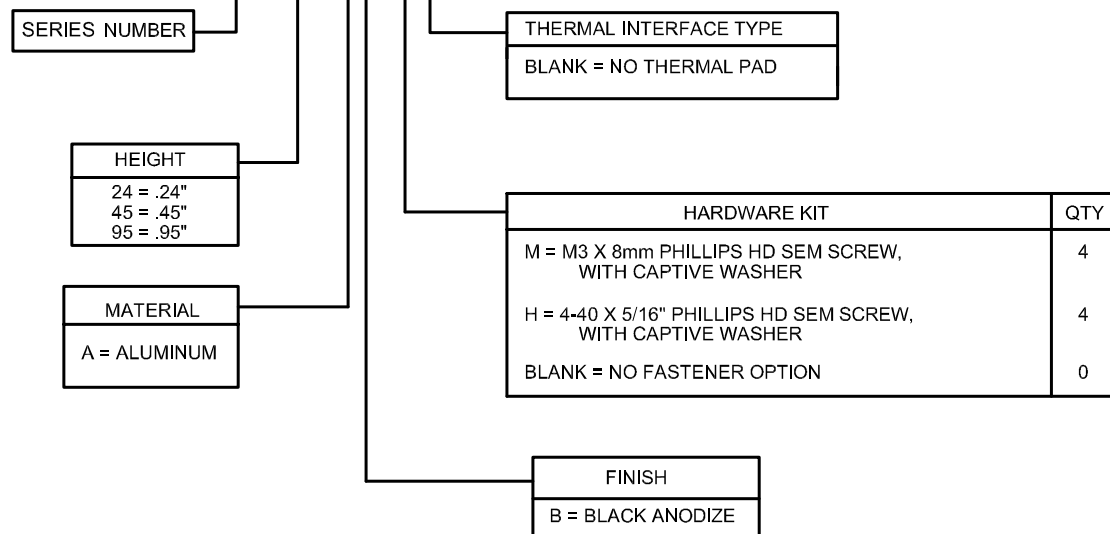 SERIES NUMBER
THERMAL INTERFACE TYPE
BLANK = NO THERMAL PAD
HEIGHT
24 = .24"
45 = .45"
95 = .95"
HARDWARE KIT QTY
M = M3 X 8mm PHILLIPS HD SEM SCREW, 4
WITH CAPTIVE WASHER
H = 4-40 X 5/16" PHILLIPS HD SEM SCREW, 4
WITH CAPTIVE WASHER
BLANK = NO FASTENER OPTION 0
MATERIAL
A = ALUMINUM
FINISH
B = BLACK ANODIZE